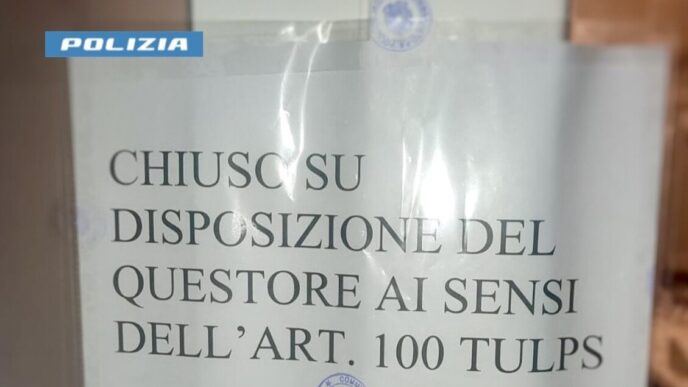 POLIZIA
CHIUSO SU
DISPOSIZIONE DEL
QUESTORE AI SENSI
DELL'ART. 100 TULPS